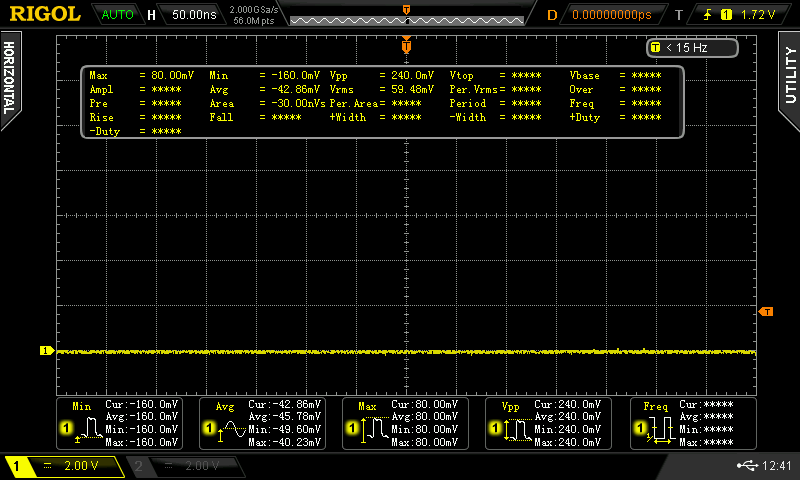 RIGOL AUTO H 50.00ns 2.000GSa/s 56.0M pts T D 0.00000000ps T 1 1.72 V
HORIZONTAL
UTILITY
T
T < 15 Hz
Max = 80.00mV Min = -160.0mV Vpp = 240.0mV Vtop = ***** Vbase = *****
Ampl = ***** Avg = -42.86mV Vrms = 59.48mV Per.Vrms= ***** Over = *****
Pre = ***** Area = -30.00nVs Per.Area= ***** Period = ***** Freq = *****
Rise = ***** Fall = ***** +Width = ***** -Width = ***** +Duty = *****
-Duty = *****
T
1
Min Cur:-160.0mV
Avg:-160.0mV
1 Min:-160.0mV
Max:-160.0mV
Avg Cur:-42.86mV
Avg:-45.78mV
1 Min:-49.60mV
Max:-40.23mV
Max Cur:80.00mV
Avg:80.00mV
1 Min:80.00mV
Max:80.00mV
Vpp Cur:240.0mV
Avg:240.0mV
1 Min:240.0mV
Max:240.0mV
Freq Cur:*****
Avg:*****
1 Min:*****
Max:*****
1 2.00 V 2 2.00 V 12:41